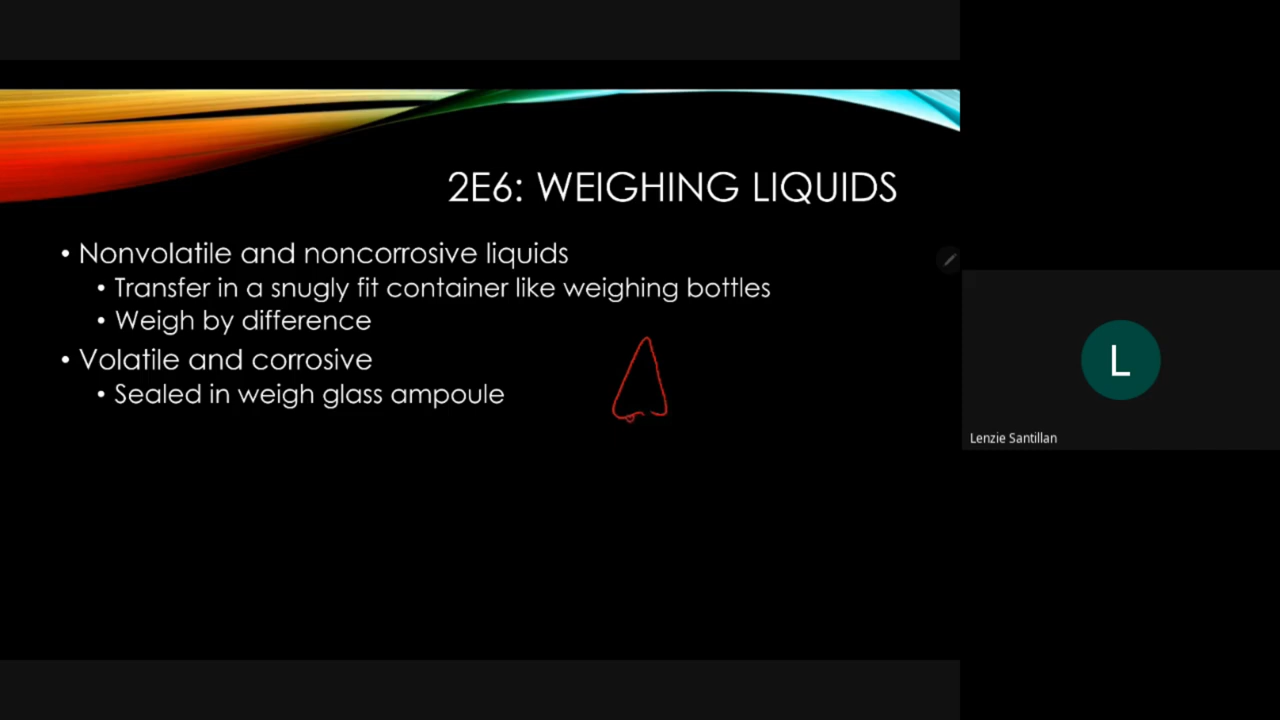 2E6: WEIGHING LIQUIDS
• Nonvolatile and noncorrosive liquids
• Transfer in a snugly fit container like weighing bottles
• Weigh by difference
• Volatile and corrosive
• Sealed in weigh glass ampoule
L
Lenzie Santillan